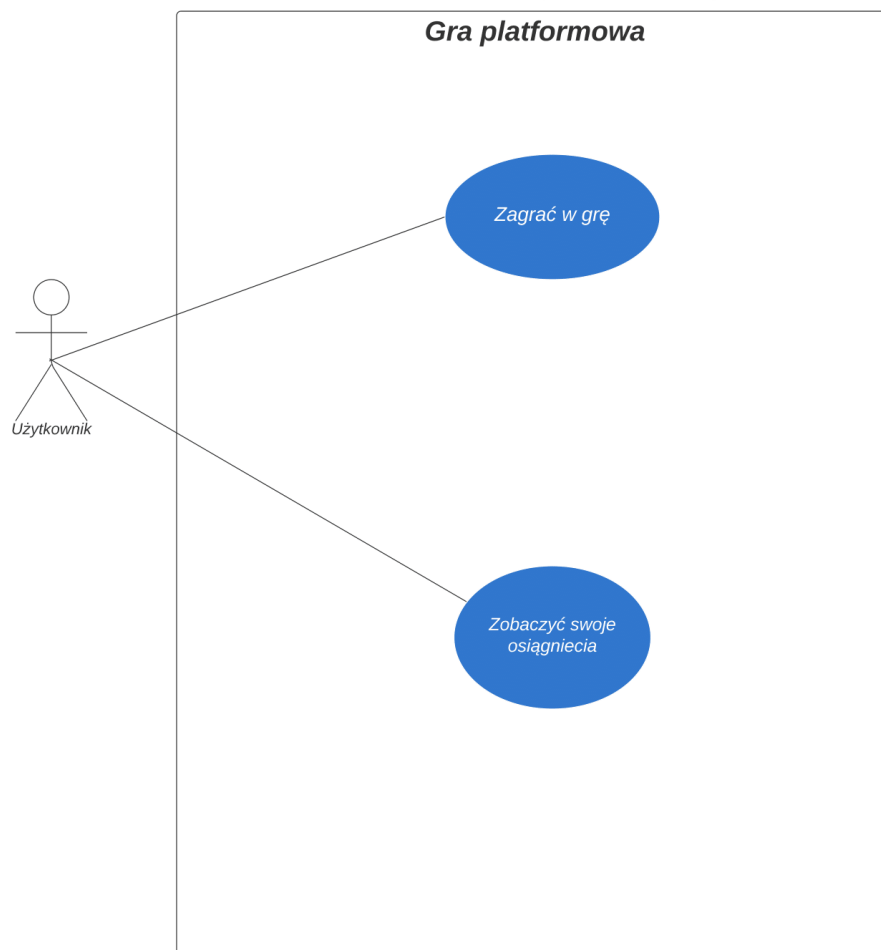 Gra platformowa
Zagrać w grę
Użytkownik
Zobaczyć swoje
osiągniecia